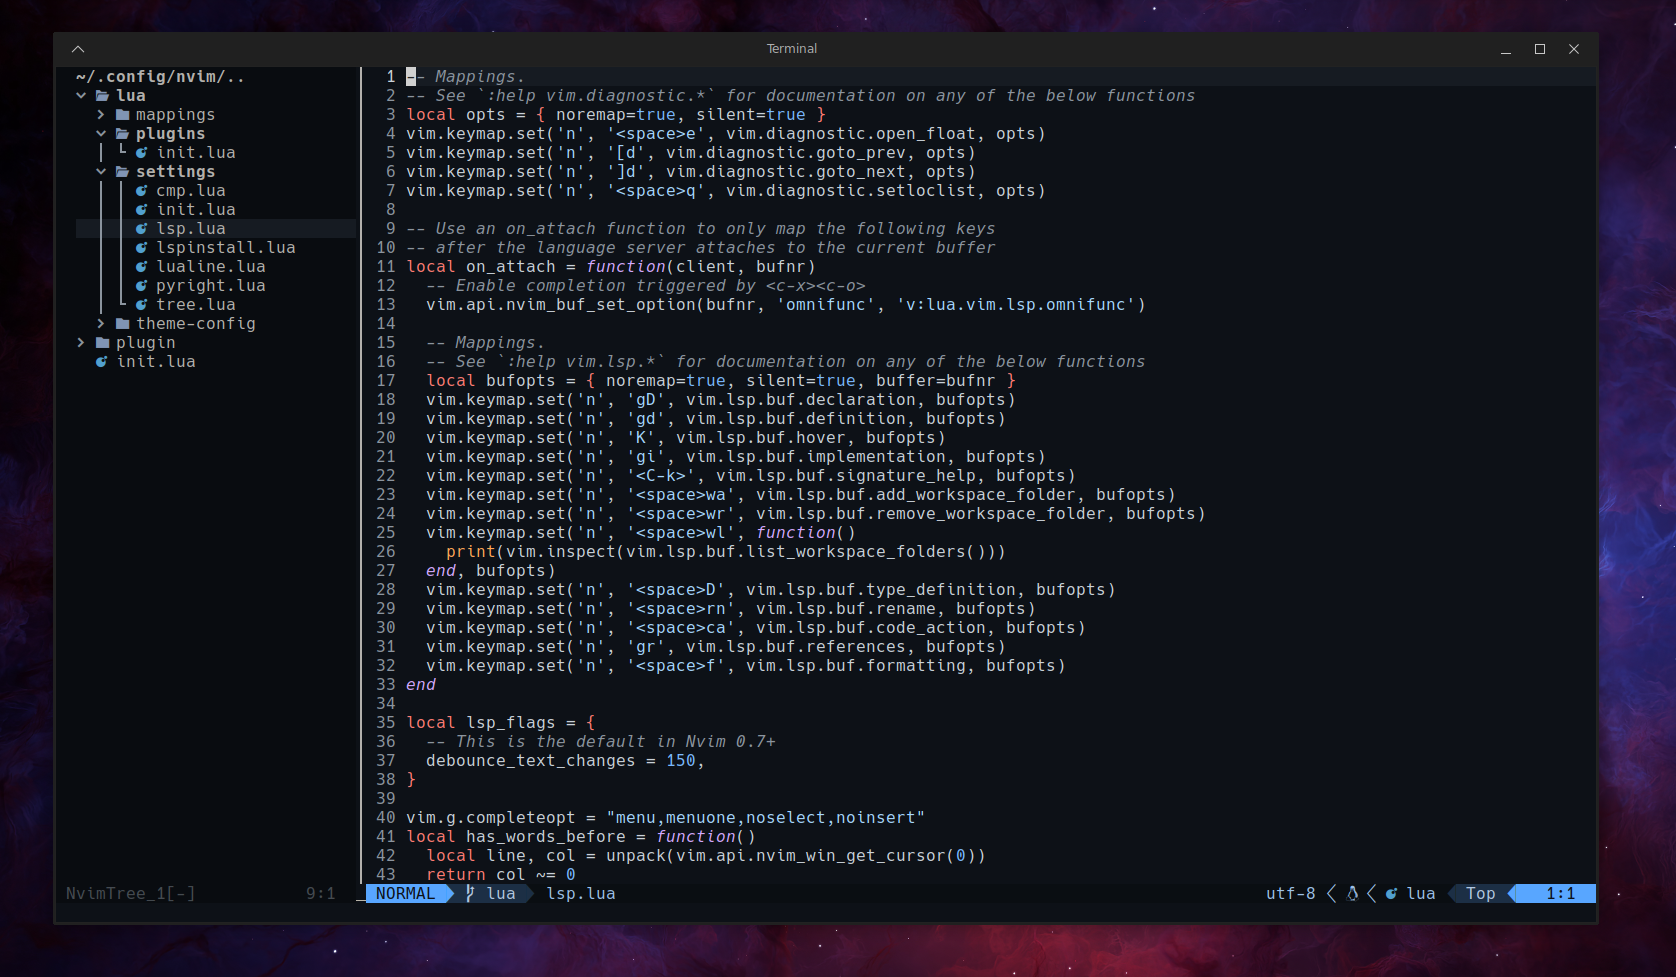 Terminal
~/.config/nvim/..
lua
mappings
plugins
init.lua
settings
cmp.lua
init.lua
lsp.lua
lspinstall.lua
lualine.lua
pyright.lua
tree.lua
theme-config
plugin
init.lua
NvimTree_1[-] 9:1
1 -- Mappings.
2 -- See `:help vim.diagnostic.*` for documentation on any of the below functions
3 local opts = { noremap=true, silent=true }
4 vim.keymap.set('n', '<space>e', vim.diagnostic.open_float, opts)
5 vim.keymap.set('n', '[d', vim.diagnostic.goto_prev, opts)
6 vim.keymap.set('n', ']d', vim.diagnostic.goto_next, opts)
7 vim.keymap.set('n', '<space>q', vim.diagnostic.setloclist, opts)
8
9 -- Use an on_attach function to only map the following keys
10 -- after the language server attaches to the current buffer
11 local on_attach = function(client, bufnr)
12   -- Enable completion triggered by <c-x><c-o>
13   vim.api.nvim_buf_set_option(bufnr, 'omnifunc', 'v:lua.vim.lsp.omnifunc')
14
15   -- Mappings.
16   -- See `:help vim.lsp.*` for documentation on any of the below functions
17   local bufopts = { noremap=true, silent=true, buffer=bufnr }
18   vim.keymap.set('n', 'gD', vim.lsp.buf.declaration, bufopts)
19   vim.keymap.set('n', 'gd', vim.lsp.buf.definition, bufopts)
20   vim.keymap.set('n', 'K', vim.lsp.buf.hover, bufopts)
21   vim.keymap.set('n', 'gi', vim.lsp.buf.implementation, bufopts)
22   vim.keymap.set('n', '<C-k>', vim.lsp.buf.signature_help, bufopts)
23   vim.keymap.set('n', '<space>wa', vim.lsp.buf.add_workspace_folder, bufopts)
24   vim.keymap.set('n', '<space>wr', vim.lsp.buf.remove_workspace_folder, bufopts)
25   vim.keymap.set('n', '<space>wl', function()
26     print(vim.inspect(vim.lsp.buf.list_workspace_folders()))
27   end, bufopts)
28   vim.keymap.set('n', '<space>D', vim.lsp.buf.type_definition, bufopts)
29   vim.keymap.set('n', '<space>rn', vim.lsp.buf.rename, bufopts)
30   vim.keymap.set('n', '<space>ca', vim.lsp.buf.code_action, bufopts)
31   vim.keymap.set('n', 'gr', vim.lsp.buf.references, bufopts)
32   vim.keymap.set('n', '<space>f', vim.lsp.buf.formatting, bufopts)
33 end
34
35 local lsp_flags = {
36   -- This is the default in Nvim 0.7+
37   debounce_text_changes = 150,
38 }
39
40 vim.g.completeopt = "menu,menuone,noselect,noinsert"
41 local has_words_before = function()
42   local line, col = unpack(vim.api.nvim_win_get_cursor(0))
43   return col ~= 0
NORMAL lua lsp.lua utf-8 lua Top 1:1